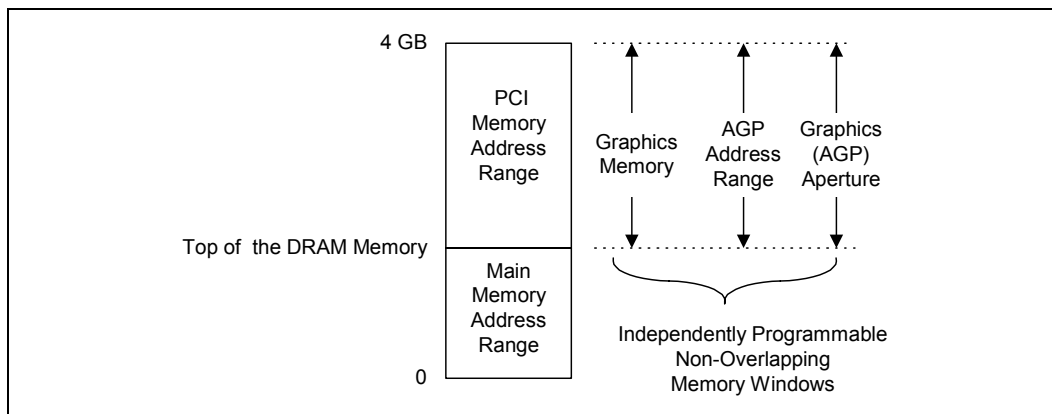 4 GB
PCI
Memory
Address
Range
Graphics
Memory
AGP
Address
Range
Graphics
(AGP)
Aperture
Top of the DRAM Memory
Main
Memory
Address
Range
0
Independently Programmable
Non-Overlapping
Memory Windows